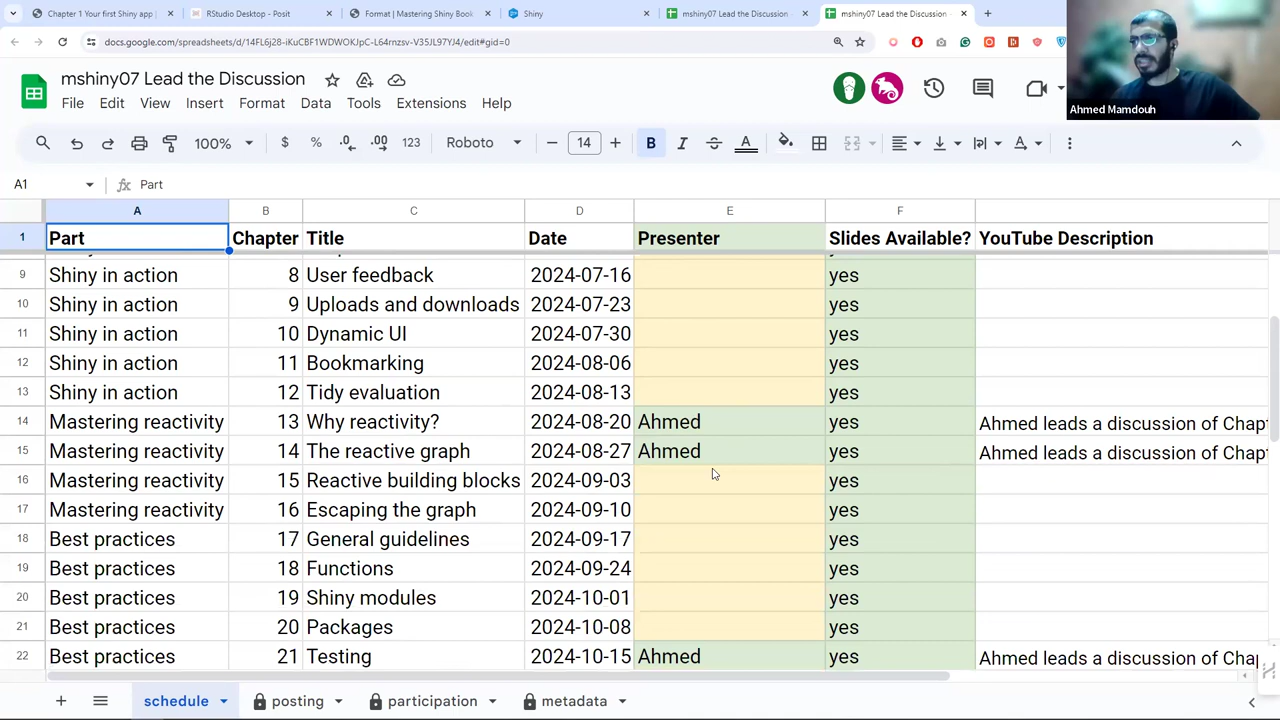 Chapter 1 Your first Shiny app |
RStudio Desktop - Posit
Format | Mastering Shiny Book
Shiny
mshiny07 Lead the Discussion
mshiny07 Lead the Discussion
docs.google.com/spreadsheets/d/14FL6j28-iKuCBF1WDWOKJpC-L64rnzsv-V35JL97YJ4/edit#gid=0
Ahmed Mamdouh
mshiny07 Lead the Discussion
File Edit View Insert Format Data Tools Extensions Help
100% $ % .0 .00 123 Roboto 14 B I S A
A1 fx Part
A B C D E F
1 Part Chapter Title Date Presenter Slides Available? YouTube Description
9 Shiny in action 8 User feedback 2024-07-16 yes
10 Shiny in action 9 Uploads and downloads 2024-07-23 yes
11 Shiny in action 10 Dynamic UI 2024-07-30 yes
12 Shiny in action 11 Bookmarking 2024-08-06 yes
13 Shiny in action 12 Tidy evaluation 2024-08-13 yes
14 Mastering reactivity 13 Why reactivity? 2024-08-20 Ahmed yes Ahmed leads a discussion of Chap
15 Mastering reactivity 14 The reactive graph 2024-08-27 Ahmed yes Ahmed leads a discussion of Chap
16 Mastering reactivity 15 Reactive building blocks 2024-09-03 yes
17 Mastering reactivity 16 Escaping the graph 2024-09-10 yes
18 Best practices 17 General guidelines 2024-09-17 yes
19 Best practices 18 Functions 2024-09-24 yes
20 Best practices 19 Shiny modules 2024-10-01 yes
21 Best practices 20 Packages 2024-10-08 yes
22 Best practices 21 Testing 2024-10-15 Ahmed yes Ahmed leads a discussion of Chap
schedule posting participation metadata